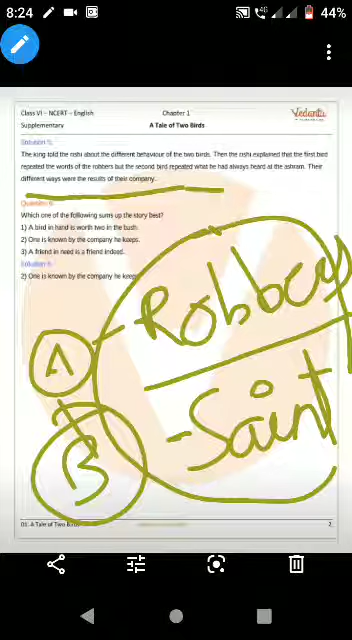 8:24
4G
44%
Class VI – NCERT – English
Chapter 1
Vedantu
Supplementary
A Tale of Two Birds
Solution 5:
The king told the rishi about the different behaviour of the two birds. Then the rishi explained that the first bird
repeated the words of the robbers but the second bird repeated what he had always heard at the ashram. Their
different ways were the results of their company.
Question 6:
Which one of the following sums up the story best?
1) A bird in hand is worth two in the bush.
2) One is known by the company he keeps.
3) A friend in need is a friend indeed.
Solution 6:
2) One is known by the company he keeps
A
- Robbers
B
- Saint
01. A Tale of Two Birds
2